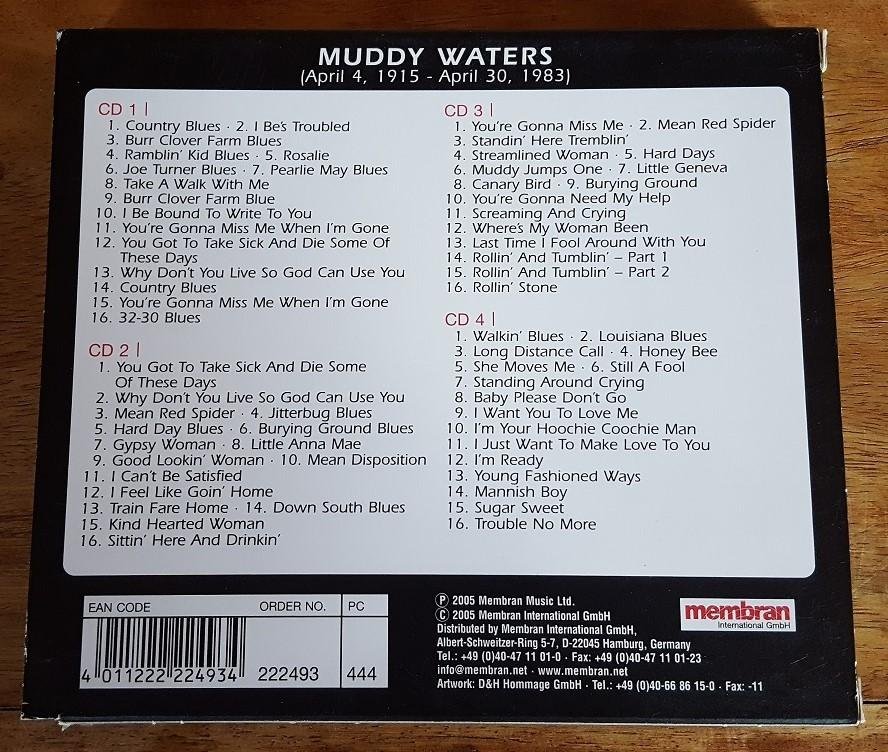 MUDDY WATERS
(April 4, 1915 - April 30, 1983)
CD 1 |
1. Country Blues · 2. I Be's Troubled
3. Burr Clover Farm Blues
4. Ramblin' Kid Blues · 5. Rosalie
6. Joe Turner Blues · 7. Pearlie May Blues
8. Take A Walk With Me
9. Burr Clover Farm Blue
10. I Be Bound To Write To You
11. You're Gonna Miss Me When I'm Gone
12. You Got To Take Sick And Die Some Of
These Days
13. Why Don't You Live So God Can Use You
14. Country Blues
15. You're Gonna Miss Me When I'm Gone
16. 32-30 Blues
CD 2 |
1. You Got To Take Sick And Die Some
Of These Days
2. Why Don't You Live So God Can Use You
3. Mean Red Spider · 4. Jitterbug Blues
5. Hard Day Blues · 6. Burying Ground Blues
7. Gypsy Woman · 8. Little Anna Mae
9. Good Lookin' Woman · 10. Mean Disposition
11. I Can't Be Satisfied
12. I Feel Like Goin' Home
13. Train Fare Home · 14. Down South Blues
15. Kind Hearted Woman
16. Sittin' Here And Drinkin'
CD 3 |
1. You're Gonna Miss Me · 2. Mean Red Spider
3. Standin' Here Tremblin'
4. Streamlined Woman · 5. Hard Days
6. Muddy Jumps One · 7. Little Geneva
8. Canary Bird · 9. Burying Ground
10. You're Gonna Need My Help
11. Screaming And Crying
12. Where's My Woman Been
13. Last Time I Fool Around With You
14. Rollin' And Tumblin' – Part 1
15. Rollin' And Tumblin' – Part 2
16. Rollin' Stone
CD 4 |
1. Walkin' Blues · 2. Louisiana Blues
3. Long Distance Call · 4. Honey Bee
5. She Moves Me · 6. Still A Fool
7. Standing Around Crying
8. Baby Please Don't Go
9. I Want You To Love Me
10. I'm Your Hoochie Coochie Man
11. I Just Want To Make Love To You
12. I'm Ready
13. Young Fashioned Ways
14. Mannish Boy
15. Sugar Sweet
16. Trouble No More
EAN CODE ORDER NO. PC
4 011222 224934 222493 444
Ⓟ 2005 Membran Music Ltd.
© 2005 Membran International GmbH
Distributed by Membran International GmbH,
Albert-Schweitzer-Ring 5-7, D-22045 Hamburg, Germany
Tel.: +49 (0)40-47 11 01-0 · Fax: +49 (0)40-47 11 01-23
info@membran.net · www.membran.net
Artwork: D&H Hommage GmbH · Tel.: +49 (0)40-66 86 15-0 · Fax: -11
membran
International GmbH